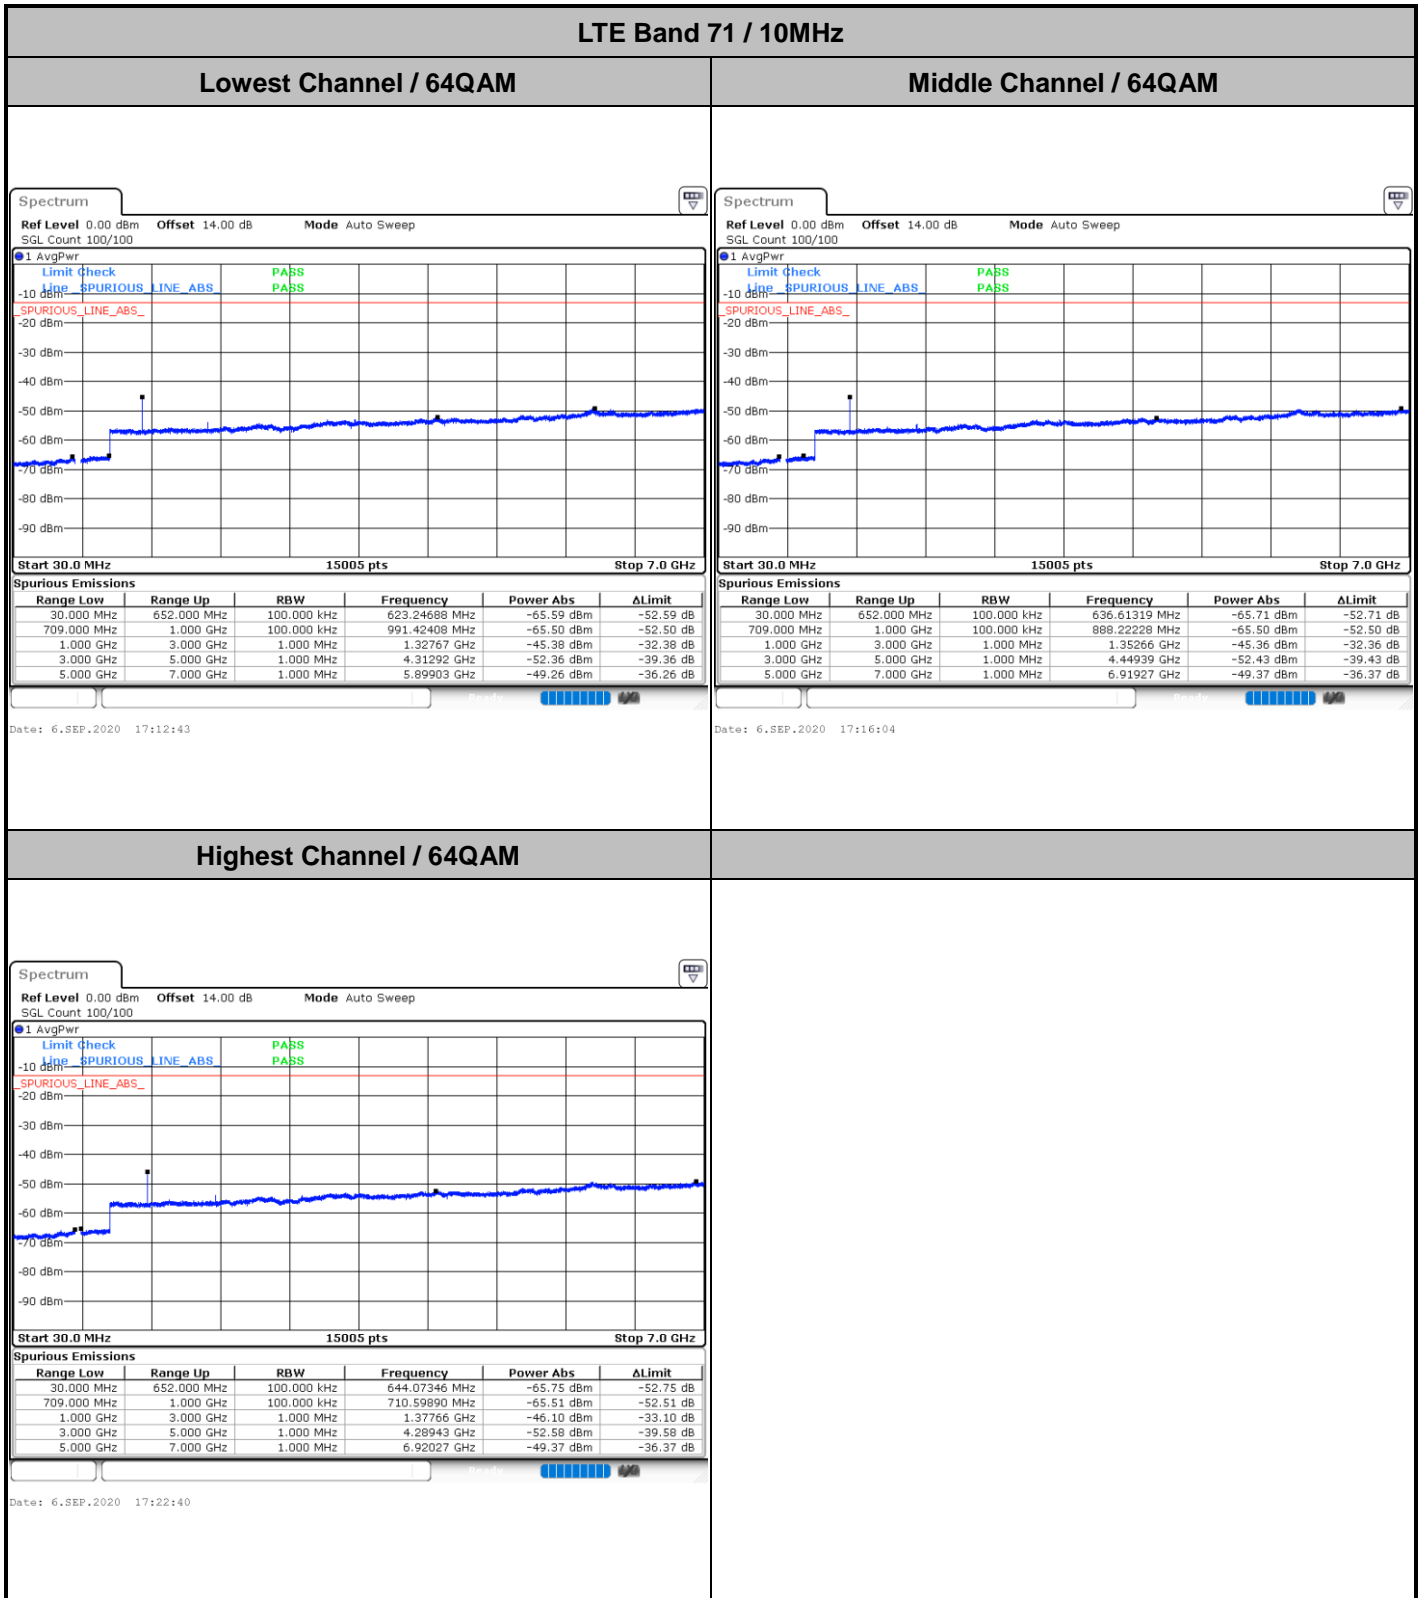 LTE Band 71 / 10MHz
Lowest Channel / 64QAM
Middle Channel / 64QAM
Spectrum
Ref Level 0.00 dBm Offset 14.00 dB Mode Auto Sweep
SGL Count 100/100
1 AvgPwr
Limit Check PASS
Line _SPURIOUS_LINE_ABS_ PASS
-10 dBm
_SPURIOUS_LINE_ABS_
-20 dBm
-30 dBm
-40 dBm
-50 dBm
-60 dBm
-70 dBm
-80 dBm
-90 dBm
Start 30.0 MHz 15005 pts Stop 7.0 GHz
Spurious Emissions
Range Low Range Up RBW Frequency Power Abs ΔLimit
30.000 MHz 652.000 MHz 100.000 kHz 623.24688 MHz -65.59 dBm -52.59 dB
709.000 MHz 1.000 GHz 100.000 kHz 991.42408 MHz -65.50 dBm -52.50 dB
1.000 GHz 3.000 GHz 1.000 MHz 1.32767 GHz -45.38 dBm -32.38 dB
3.000 GHz 5.000 GHz 1.000 MHz 4.31292 GHz -52.36 dBm -39.36 dB
5.000 GHz 7.000 GHz 1.000 MHz 5.89903 GHz -49.26 dBm -36.26 dB
Date: 6.SEP.2020 17:12:43
Spectrum
Ref Level 0.00 dBm Offset 14.00 dB Mode Auto Sweep
SGL Count 100/100
1 AvgPwr
Limit Check PASS
Line _SPURIOUS_LINE_ABS_ PASS
-10 dBm
_SPURIOUS_LINE_ABS_
-20 dBm
-30 dBm
-40 dBm
-50 dBm
-60 dBm
-70 dBm
-80 dBm
-90 dBm
Start 30.0 MHz 15005 pts Stop 7.0 GHz
Spurious Emissions
Range Low Range Up RBW Frequency Power Abs ΔLimit
30.000 MHz 652.000 MHz 100.000 kHz 636.61319 MHz -65.71 dBm -52.71 dB
709.000 MHz 1.000 GHz 100.000 kHz 888.22228 MHz -65.50 dBm -52.50 dB
1.000 GHz 3.000 GHz 1.000 MHz 1.35266 GHz -45.36 dBm -32.36 dB
3.000 GHz 5.000 GHz 1.000 MHz 4.44939 GHz -52.43 dBm -39.43 dB
5.000 GHz 7.000 GHz 1.000 MHz 6.91927 GHz -49.37 dBm -36.37 dB
Date: 6.SEP.2020 17:16:04
Highest Channel / 64QAM
Spectrum
Ref Level 0.00 dBm Offset 14.00 dB Mode Auto Sweep
SGL Count 100/100
1 AvgPwr
Limit Check PASS
Line _SPURIOUS_LINE_ABS_ PASS
-10 dBm
_SPURIOUS_LINE_ABS_
-20 dBm
-30 dBm
-40 dBm
-50 dBm
-60 dBm
-70 dBm
-80 dBm
-90 dBm
Start 30.0 MHz 15005 pts Stop 7.0 GHz
Spurious Emissions
Range Low Range Up RBW Frequency Power Abs ΔLimit
30.000 MHz 652.000 MHz 100.000 kHz 644.07346 MHz -65.75 dBm -52.75 dB
709.000 MHz 1.000 GHz 100.000 kHz 710.59890 MHz -65.51 dBm -52.51 dB
1.000 GHz 3.000 GHz 1.000 MHz 1.37766 GHz -46.10 dBm -33.10 dB
3.000 GHz 5.000 GHz 1.000 MHz 4.28943 GHz -52.58 dBm -39.58 dB
5.000 GHz 7.000 GHz 1.000 MHz 6.92027 GHz -49.37 dBm -36.37 dB
Date: 6.SEP.2020 17:22:40